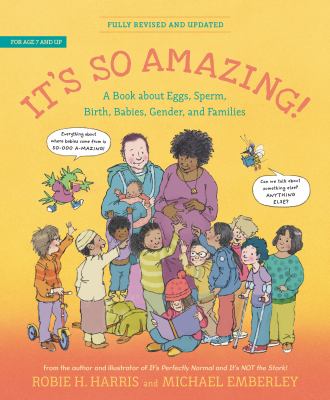 FULLY REVISED AND UPDATED
FOR AGE 7 AND UP
IT'S SO AMAZING!
A Book about Eggs, Sperm,
Birth, Babies, Gender, and Families
Everything about
where babies come from is
SO-OOO A-MAZING!
Can we talk about
something else?
ANYTHING
ELSE?
from the author and illustrator of It's Perfectly Normal and It's NOT the Stork!
ROBIE H. HARRIS and MICHAEL EMBERLEY